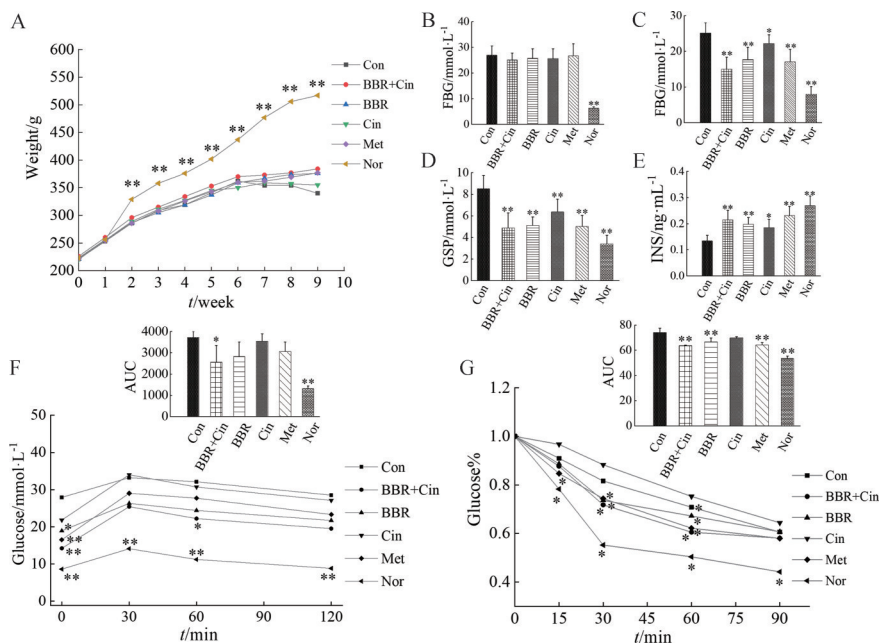 A
Weight/g
600
550
500
450
400
350
300
250
200
0 1 2 3 4 5 6 7 8 9 10
t/week
** ** ** ** ** ** ** **
Con
BBR+Cin
BBR
Cin
Met
Nor
B
FBG/mmol·L⁻¹
40
30
20
10
0
**
Con BBR+Cin BBR Cin Met Nor
C
FBG/mmol·L⁻¹
30
20
10
0
** ** * ** **
Con BBR+Cin BBR Cin Met Nor
D
GSP/mmol·L⁻¹
10
8
6
4
2
0
** ** ** ** **
Con BBR+Cin BBR Cin Met Nor
E
INS/ng·mL⁻¹
0.3
0.2
0.1
0.0
** ** * ** **
Con BBR+Cin BBR Cin Met Nor
F
AUC
4000
3000
2000
1000
0
* **
Con BBR+Cin BBR Cin Met Nor
Glucose/mmol·L⁻¹
50
40
30
20
10
0
0 30 60 90 120
t/min
*
**
**
**
**
*
**
**
Con
BBR+Cin
BBR
Cin
Met
Nor
G
AUC
80
60
40
20
0
** ** ** **
Con BBR+Cin BBR Cin Met Nor
Glucose%
1.2
1.0
0.8
0.6
0.4
0 15 30 45 60 75 90
t/min
*
*
*
*
*
*
*
*
*
*
*
Con
BBR+Cin
BBR
Cin
Met
Nor